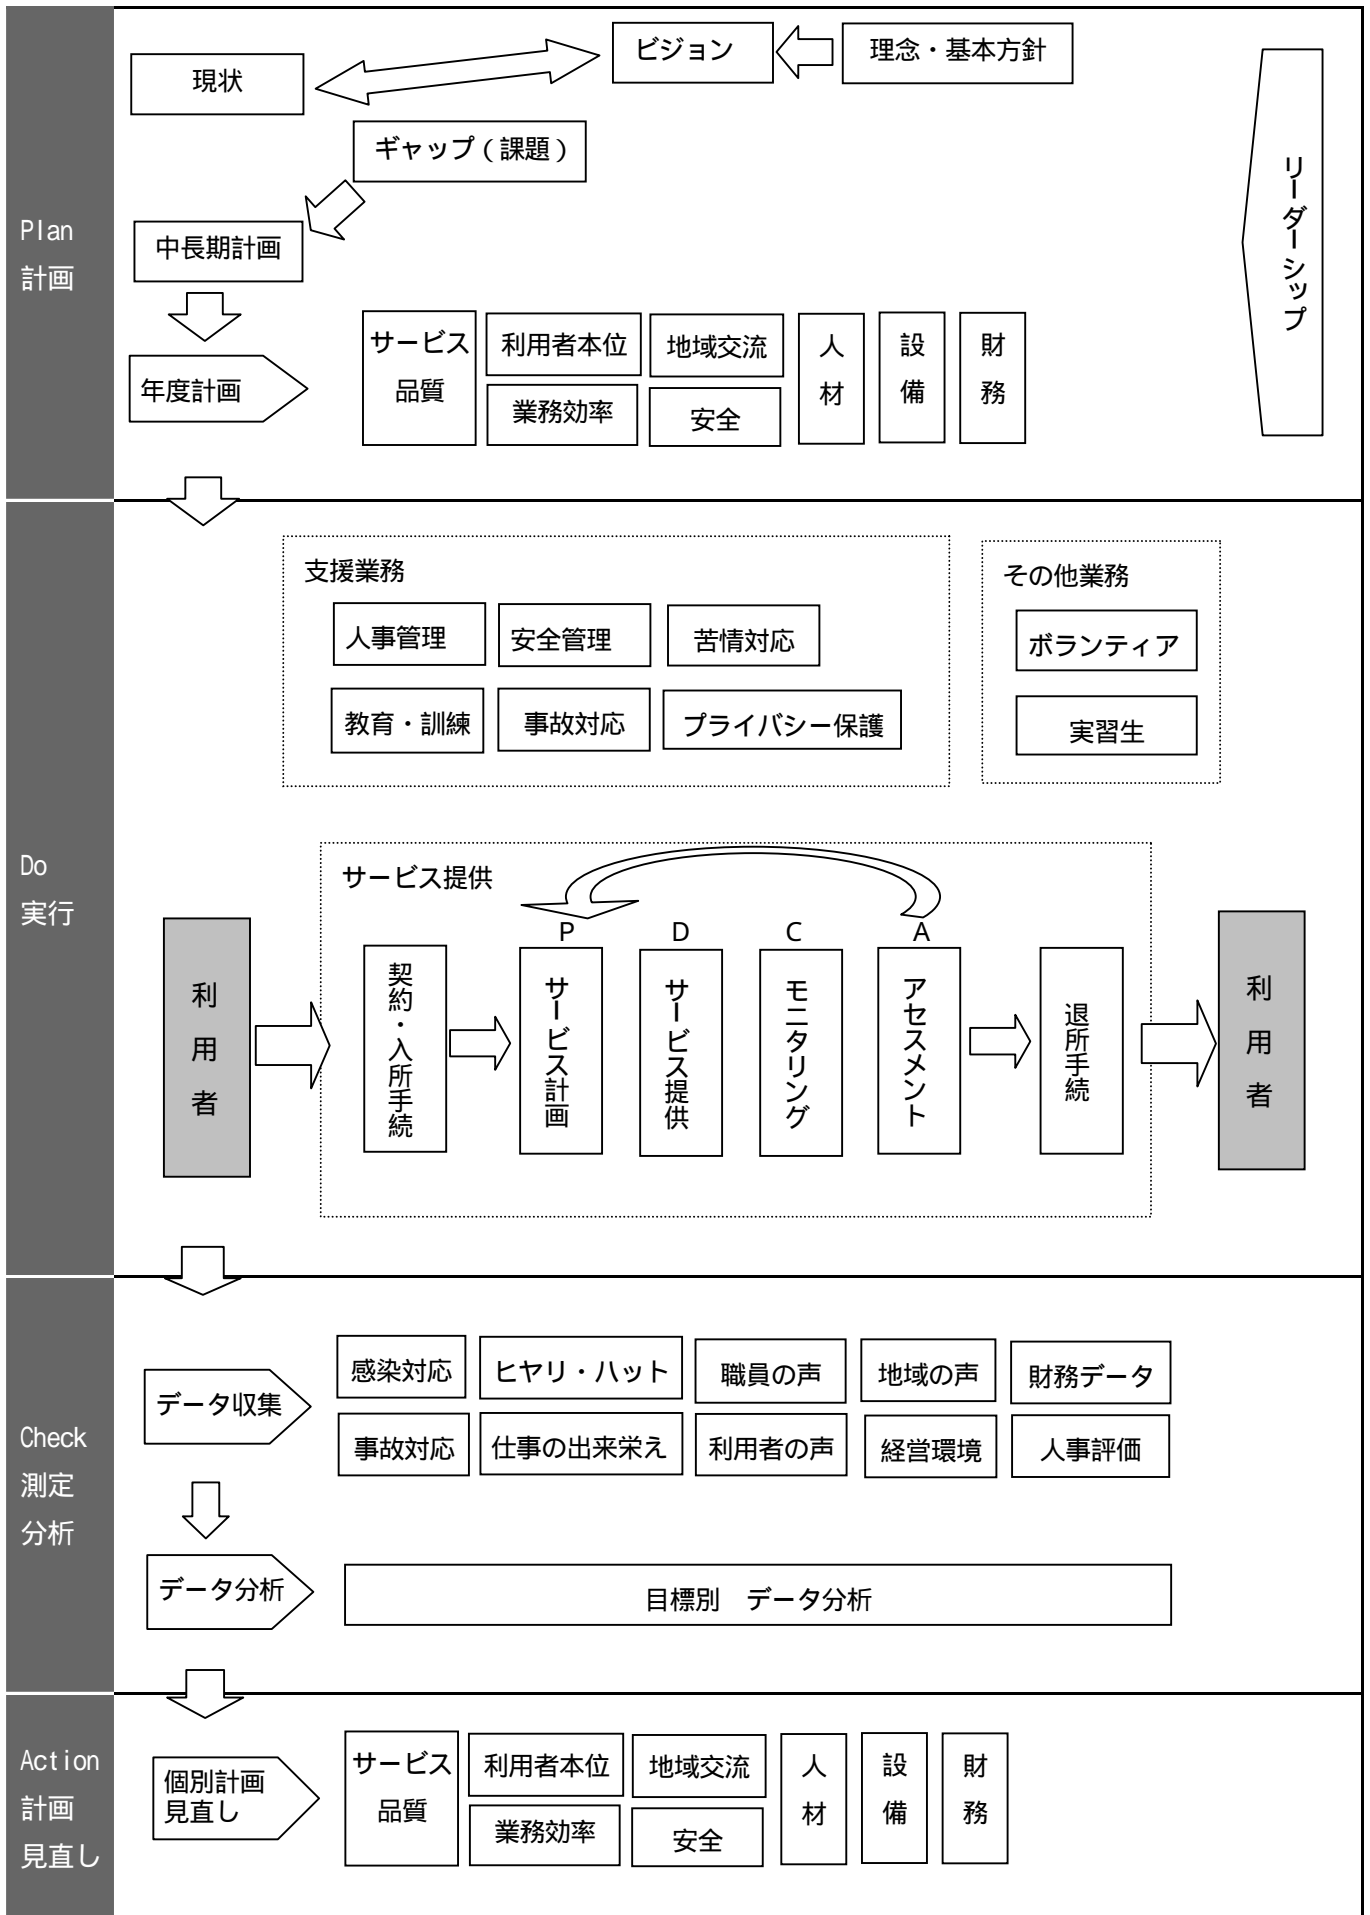 Plan
計画
現状
ビジョン
理念・基本方針
ギャップ(課題)
中長期計画
年度計画
サービス
品質
利用者本位
業務効率
地域交流
安全
人材
設備
財務
リーダーシップ
Do
実行
支援業務
人事管理
安全管理
苦情対応
教育・訓練
事故対応
プライバシー保護
その他業務
ボランティア
実習生
サービス提供
利用者
契約・入所手続
P
サービス計画
D
サービス提供
C
モニタリング
A
アセスメント
退所手続
利用者
Check
測定
分析
データ収集
感染対応
ヒヤリ・ハット
職員の声
地域の声
財務データ
事故対応
仕事の出来栄え
利用者の声
経営環境
人事評価
データ分析
目標別 データ分析
Action
計画
見直し
個別計画
見直し
サービス
品質
利用者本位
業務効率
地域交流
安全
人材
設備
財務